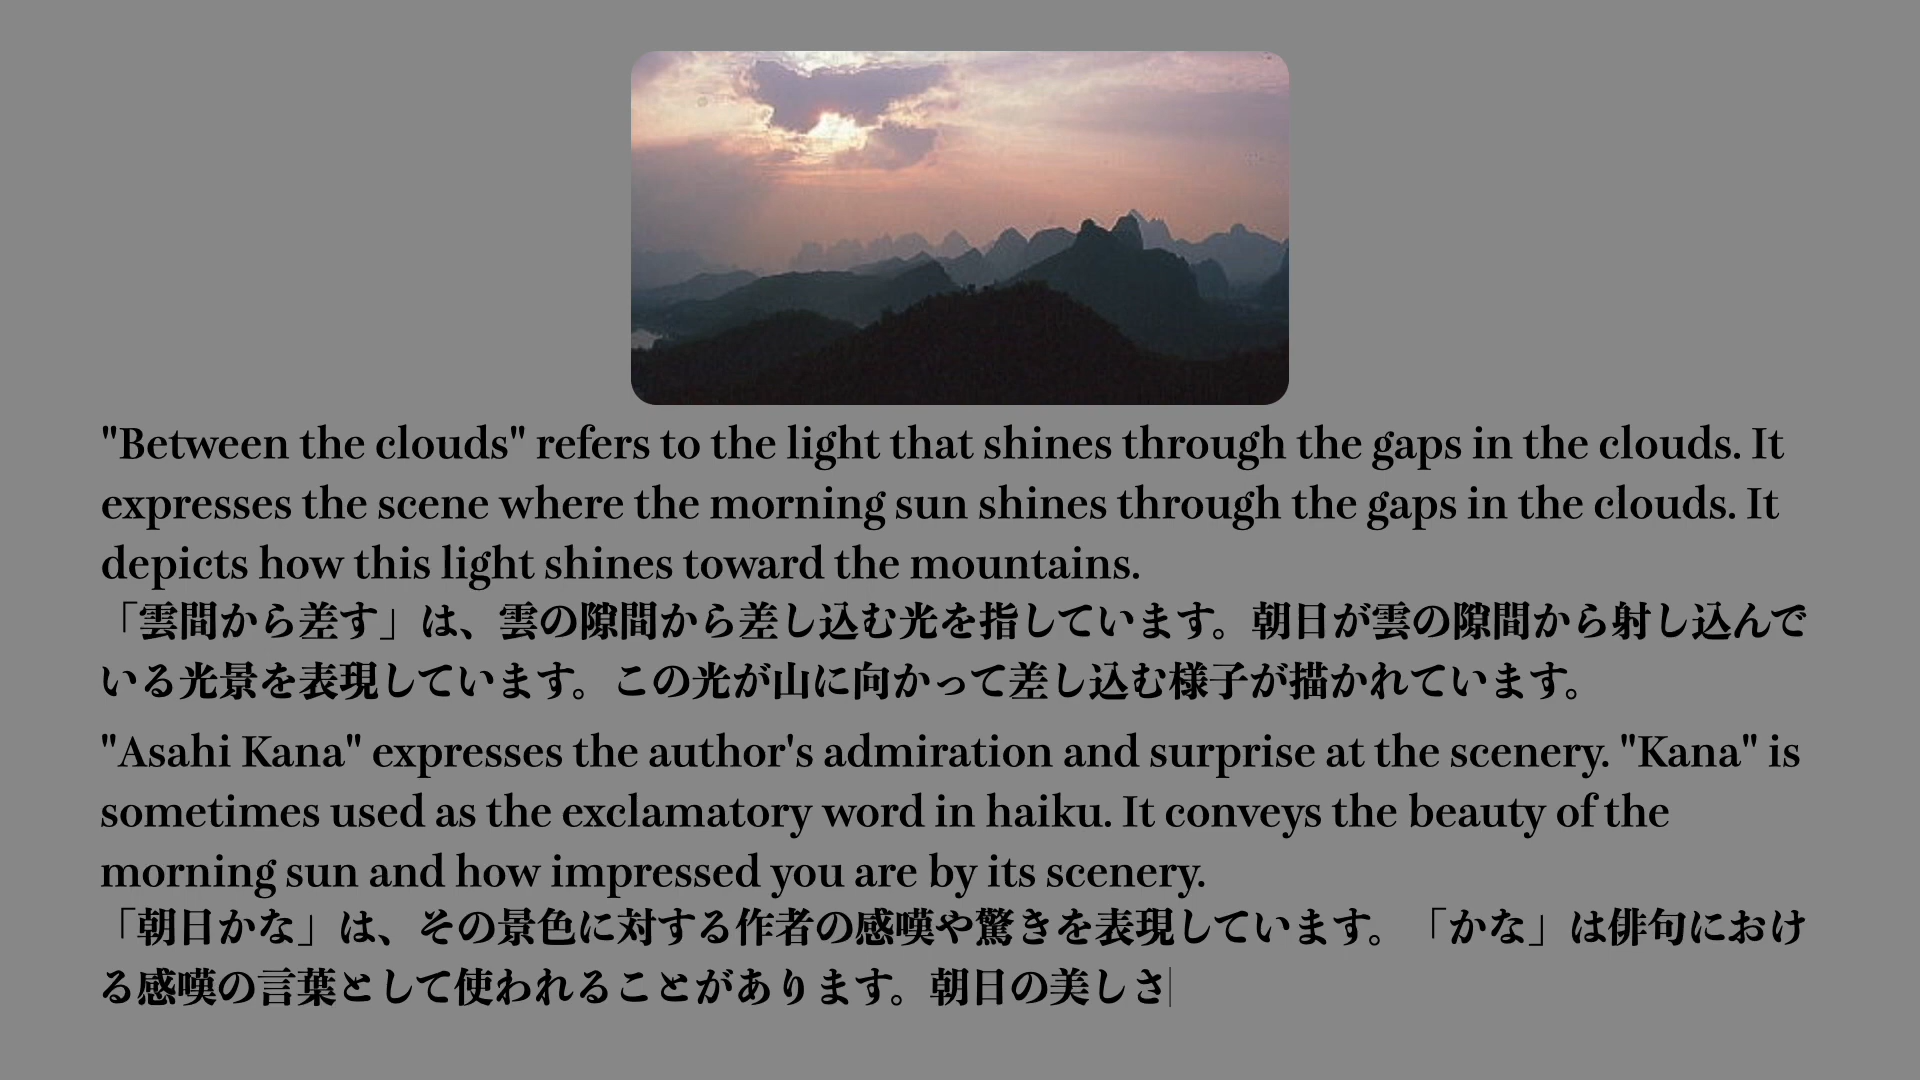 "Between the clouds" refers to the light that shines through the gaps in the clouds. It
expresses the scene where the morning sun shines through the gaps in the clouds. It
depicts how this light shines toward the mountains.
「雲間から差す」は、雲の隙間から差し込む光を指しています。朝日が雲の隙間から射し込んで
いる光景を表現しています。この光が山に向かって差し込む様子が描かれています。
"Asahi Kana" expresses the author's admiration and surprise at the scenery. "Kana" is
sometimes used as the exclamatory word in haiku. It conveys the beauty of the
morning sun and how impressed you are by its scenery.
「朝日かな」は、その景色に対する作者の感嘆や驚きを表現しています。「かな」は俳句におけ
る感嘆の言葉として使われることがあります。朝日の美しさ